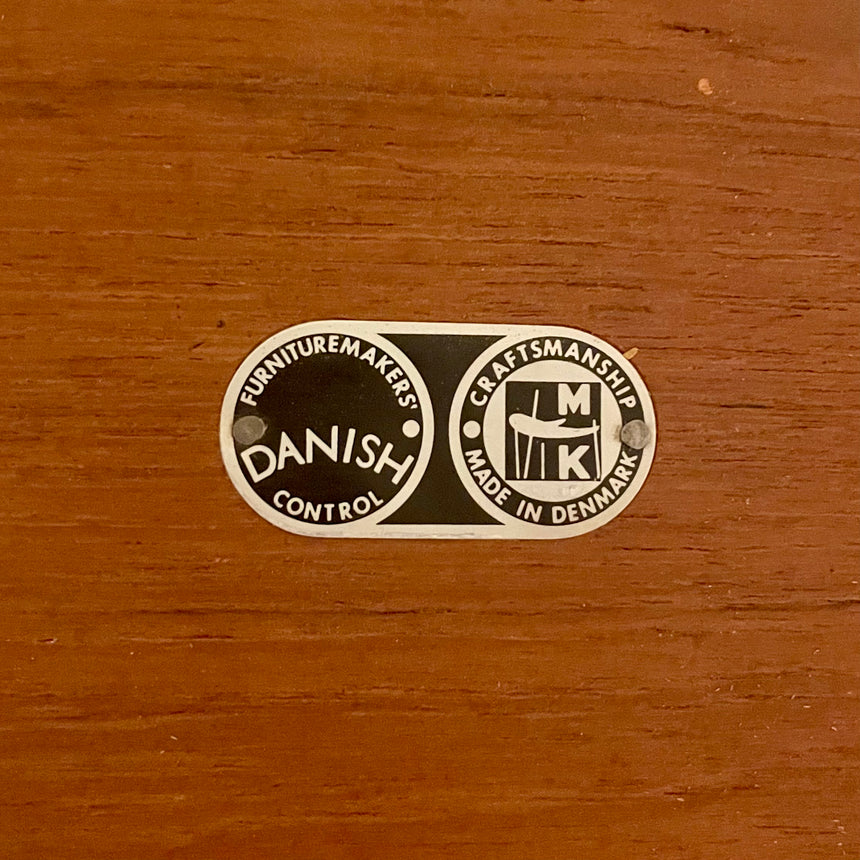 FURNITUREMAKERS'
DANISH
CONTROL
CRAFTSMANSHIP
M
K
MADE IN DENMARK